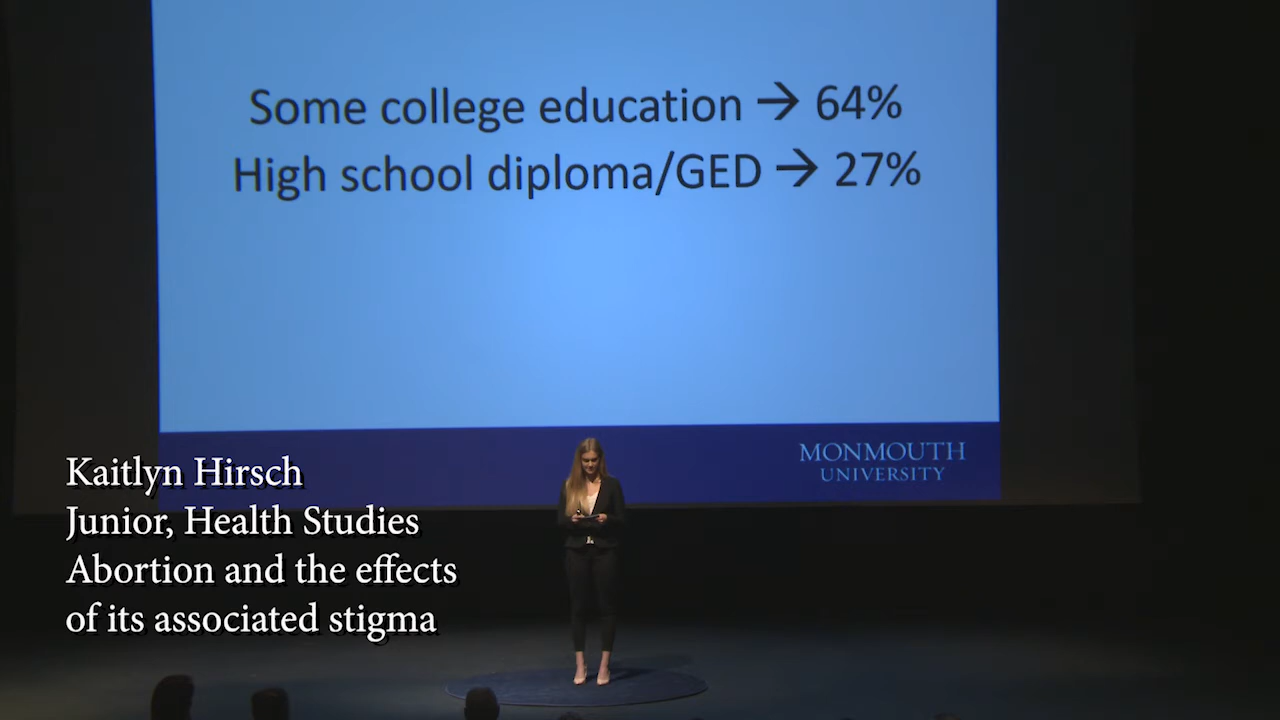 Some college education → 64%
High school diploma/GED → 27%
MONMOUTH
UNIVERSITY
Kaitlyn Hirsch
Junior, Health Studies
Abortion and the effects
of its associated stigma